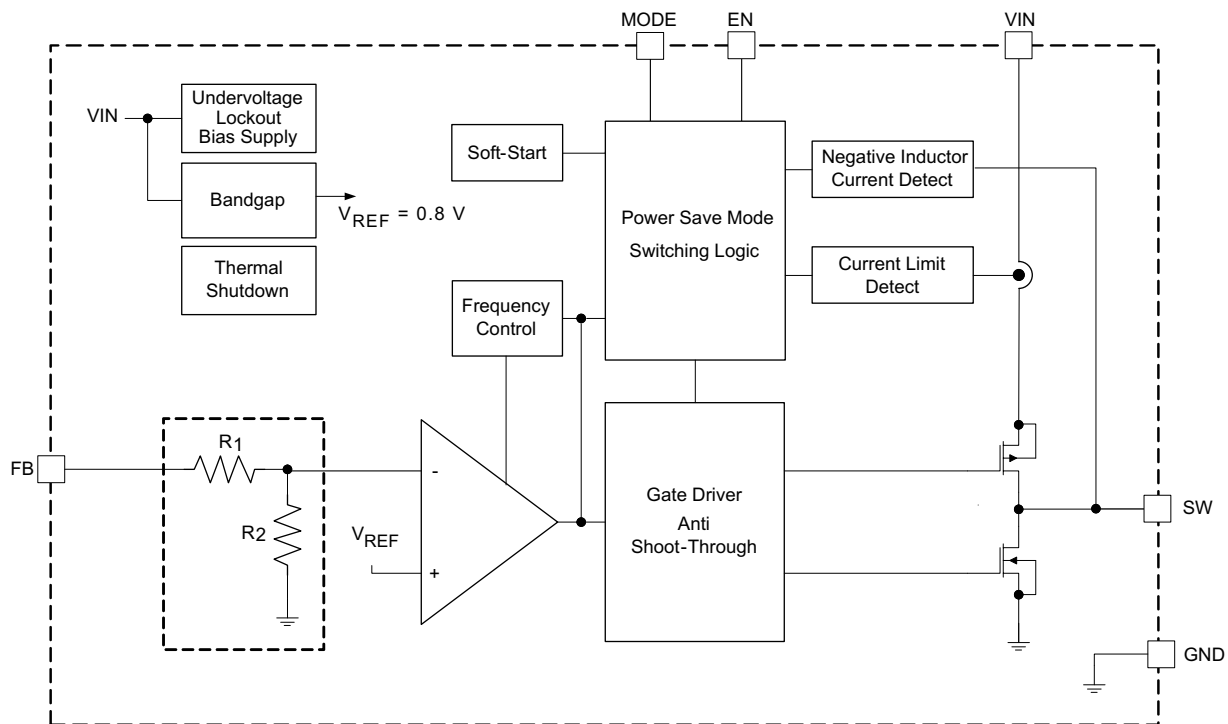 MODE
EN
VIN
VIN
Undervoltage
Lockout
Bias Supply
Soft-Start
Negative Inductor
Current Detect
Bandgap
V_REF = 0.8 V
Power Save Mode
Switching Logic
Thermal
Shutdown
Current Limit
Detect
Frequency
Control
FB
R1
R2
-
V_REF
+
Gate Driver
Anti
Shoot-Through
SW
GND